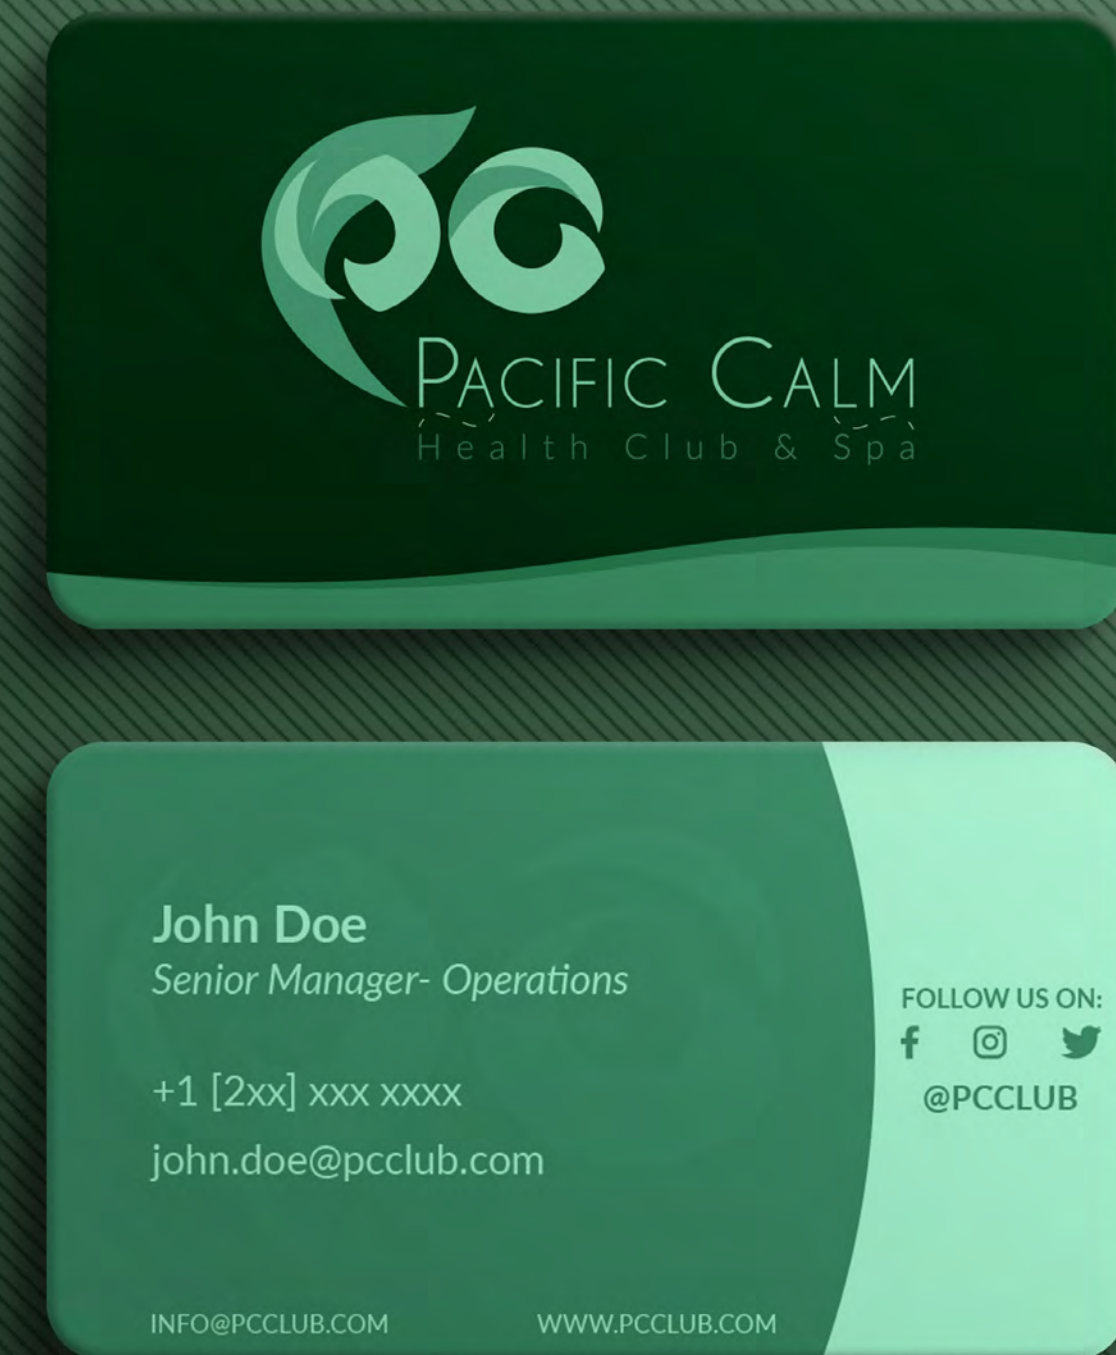 PC
PACIFIC CALM
Health Club & Spa
John Doe
Senior Manager- Operations
+1 [2xx] xxx xxxx
john.doe@pcclub.com
INFO@PCCLUB.COM WWW.PCCLUB.COM
FOLLOW US ON:
@PCCLUB